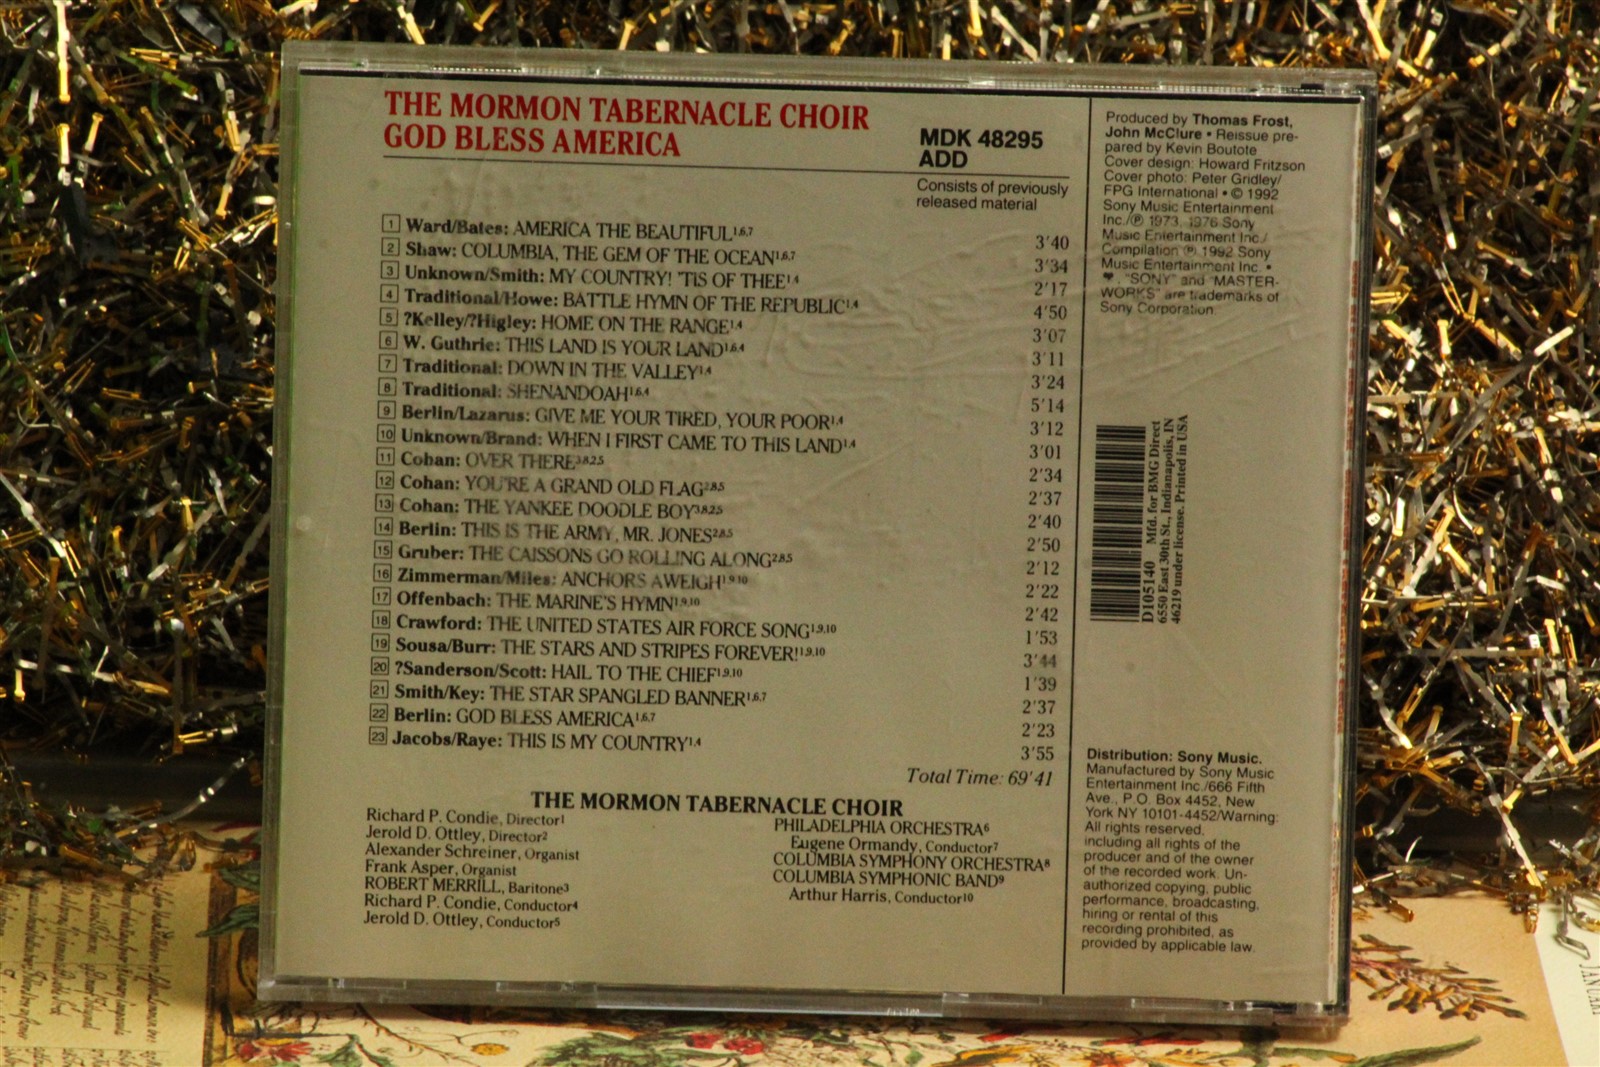 THE MORMON TABERNACLE CHOIR
GOD BLESS AMERICA
MDK 48295
ADD
Consists of previously
released material
1 Ward/Bates: AMERICA THE BEAUTIFUL1,6,7 3'40
2 Shaw: COLUMBIA, THE GEM OF THE OCEAN1,6,7 3'34
3 Unknown/Smith: MY COUNTRY! 'TIS OF THEE1,4 2'17
4 Traditional/Howe: BATTLE HYMN OF THE REPUBLIC1,4 4'50
5 ?Kelley/?Higley: HOME ON THE RANGE1,4 3'07
6 W. Guthrie: THIS LAND IS YOUR LAND1,6,4 3'11
7 Traditional: DOWN IN THE VALLEY1,4 3'24
8 Traditional: SHENANDOAH1,6,4 5'14
9 Berlin/Lazarus: GIVE ME YOUR TIRED, YOUR POOR1,4 3'12
10 Unknown/Brand: WHEN I FIRST CAME TO THIS LAND1,4 3'01
11 Cohan: OVER THERE3,8,2,5 2'34
12 Cohan: YOU'RE A GRAND OLD FLAG2,8,5 2'37
13 Cohan: THE YANKEE DOODLE BOY3,8,2,5 2'40
14 Berlin: THIS IS THE ARMY, MR. JONES2,8,5 2'50
15 Gruber: THE CAISSONS GO ROLLING ALONG2,8,5 2'12
16 Zimmerman/Miles: ANCHORS AWEIGH1,9,10 2'22
17 Offenbach: THE MARINE'S HYMN1,9,10 2'42
18 Crawford: THE UNITED STATES AIR FORCE SONG1,9,10 1'53
19 Sousa/Burr: THE STARS AND STRIPES FOREVER!1,9,10 3'44
20 ?Sanderson/Scott: HAIL TO THE CHIEF1,9,10 1'39
21 Smith/Key: THE STAR SPANGLED BANNER1,6,7 2'37
22 Berlin: GOD BLESS AMERICA1,6,7 2'23
23 Jacobs/Raye: THIS IS MY COUNTRY1,4 3'55
Total Time: 69'41
THE MORMON TABERNACLE CHOIR
Richard P. Condie, Director1
Jerold D. Ottley, Director2
Alexander Schreiner, Organist
Frank Asper, Organist
ROBERT MERRILL, Baritone3
Richard P. Condie, Conductor4
Jerold D. Ottley, Conductor5
PHILADELPHIA ORCHESTRA6
Eugene Ormandy, Conductor7
COLUMBIA SYMPHONY ORCHESTRA8
COLUMBIA SYMPHONIC BAND9
Arthur Harris, Conductor10
Produced by Thomas Frost,
John McClure • Reissue pre-
pared by Kevin Boutote
Cover design: Howard Fritzson
Cover photo: Peter Gridley/
FPG International • © 1992
Sony Music Entertainment
Inc./℗ 1973, 1976 Sony
Music Entertainment Inc./
Compilation ℗ 1992 Sony
Music Entertainment Inc. •
"SONY" and "MASTER-
WORKS" are trademarks of
Sony Corporation.
D105140 Mfd. for BMG Direct
6550 East 30th St., Indianapolis, IN
46219 under license. Printed in USA
Distribution: Sony Music.
Manufactured by Sony Music
Entertainment Inc./666 Fifth
Ave., P.O. Box 4452, New
York NY 10101-4452/Warning:
All rights reserved,
including all rights of the
producer and of the owner
of the recorded work. Un-
authorized copying, public
performance, broadcasting,
hiring or rental of this
recording prohibited, as
provided by applicable law.
JANUARY